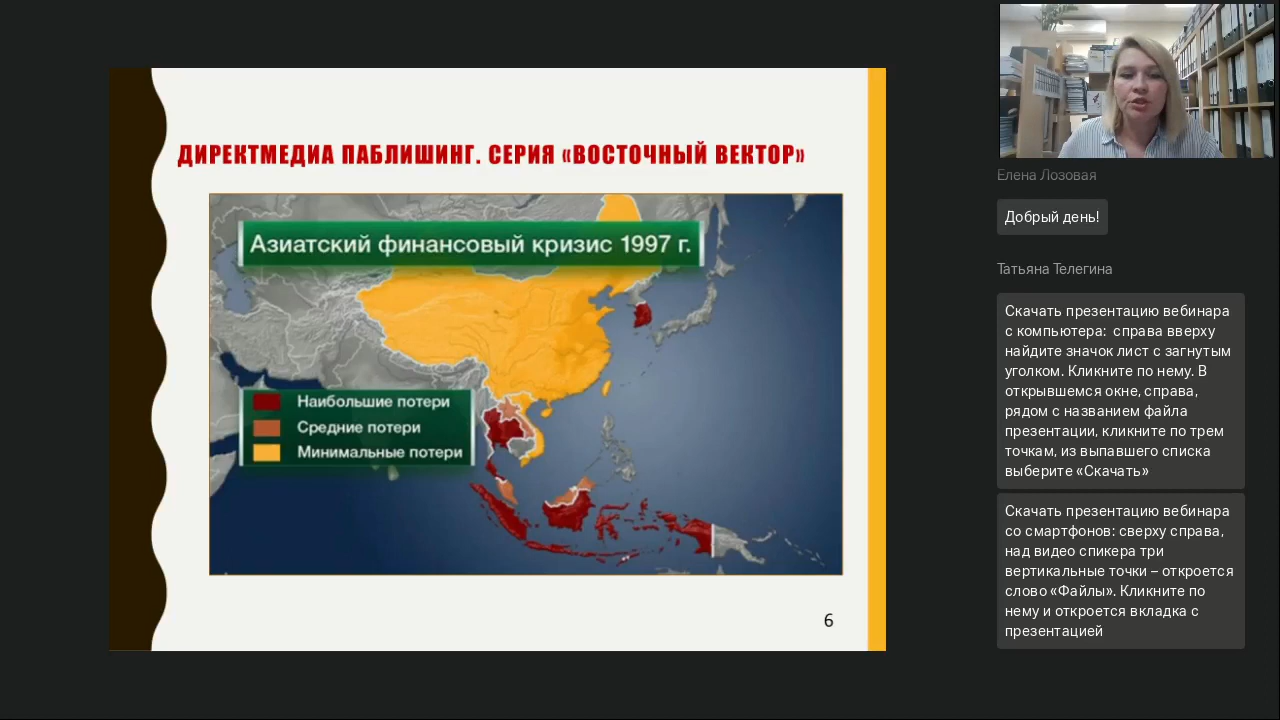 ДИРЕКТМЕДИА ПАБЛИШИНГ. СЕРИЯ «ВОСТОЧНЫЙ ВЕКТОР»
Азиатский финансовый кризис 1997 г.
Наибольшие потери
Средние потери
Минимальные потери
6
Елена Лозовая
Добрый день!
Татьяна Телегина
Скачать презентацию вебинара
с компьютера: справа вверху
найдите значок лист с загнутым
уголком. Кликните по нему. В
открывшемся окне, справа,
рядом с названием файла
презентации, кликните по трем
точкам, из выпавшего списка
выберите «Скачать»
Скачать презентацию вебинара
со смартфонов: сверху справа,
над видео спикера три
вертикальные точки – откроется
слово «Файлы». Кликните по
нему и откроется вкладка с
презентацией